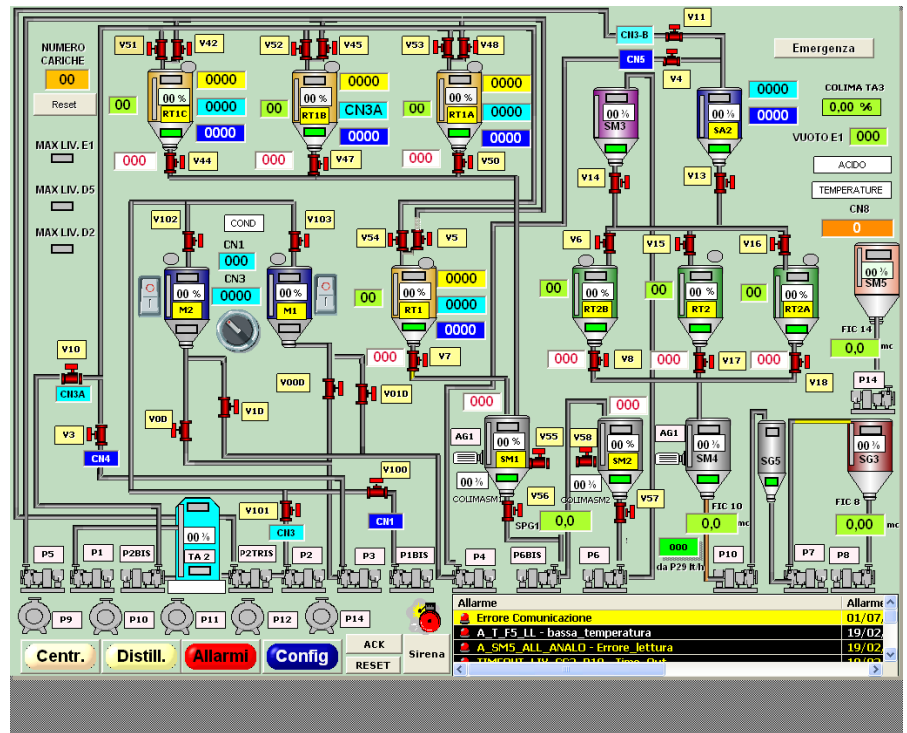 NUMERO
CARICHE
00
Reset
MAX LIV. E1
MAX LIV. D5
MAX LIV. D2
V51
V42
V52
V45
V53
V48
V11
CN3-B
CN5
V4
Emergenza
00
00 %
RT1C
0000
0000
0000
00
00 %
RT1B
0000
CN3A
0000
00
00 %
RT1A
0000
0000
0000
00 %
SM3
00 %
SA2
0000
0000
COLIMA TA3
0,00 %
VUOTO E1
000
ACIDO
TEMPERATURE
CN8
0
000
V44
000
V47
000
V50
V14
V13
V102
COND
V103
CN1
000
CN3
0000
V54
V5
V6
V15
V16
00 %
M2
00 %
M1
00
00 %
RT1
0000
0000
0000
00
00 %
RT2B
00
00 %
RT2
00
00 %
RT2A
00 %
SM5
FIC 14
0,0
mc
P14
V10
CN3A
V3
CN4
V0D
V1D
V00D
V01D
000
V7
000
V8
000
V17
000
V18
000
000
AG1
00 %
SM1
00 %
COLIMASM1
V55
V56
SPG1
0,0
V58
00 %
SM2
00 %
COLIMASM2
V57
AG1
00 %
SM4
FIC 10
0,0
mc
000
da P29 lt/h
SG5
00 %
SG3
FIC 8
0,00
mc
V100
CN1
V101
CN3
00 %
TA 2
P5
P1
P2BIS
P2TRIS
P2
P3
P1BIS
P4
P6BIS
P6
P10
P7
P8
P9
P10
P11
P12
P14
Centr.
Distill.
Allarmi
Config
ACK
RESET
Sirena
Allarme
Allarme
Errore Comunicazione
01/07,
A_T_F5_LL - bassa_temperatura
19/02,
A_SM5_ALL_ANALO - Errore_lettura
19/02,